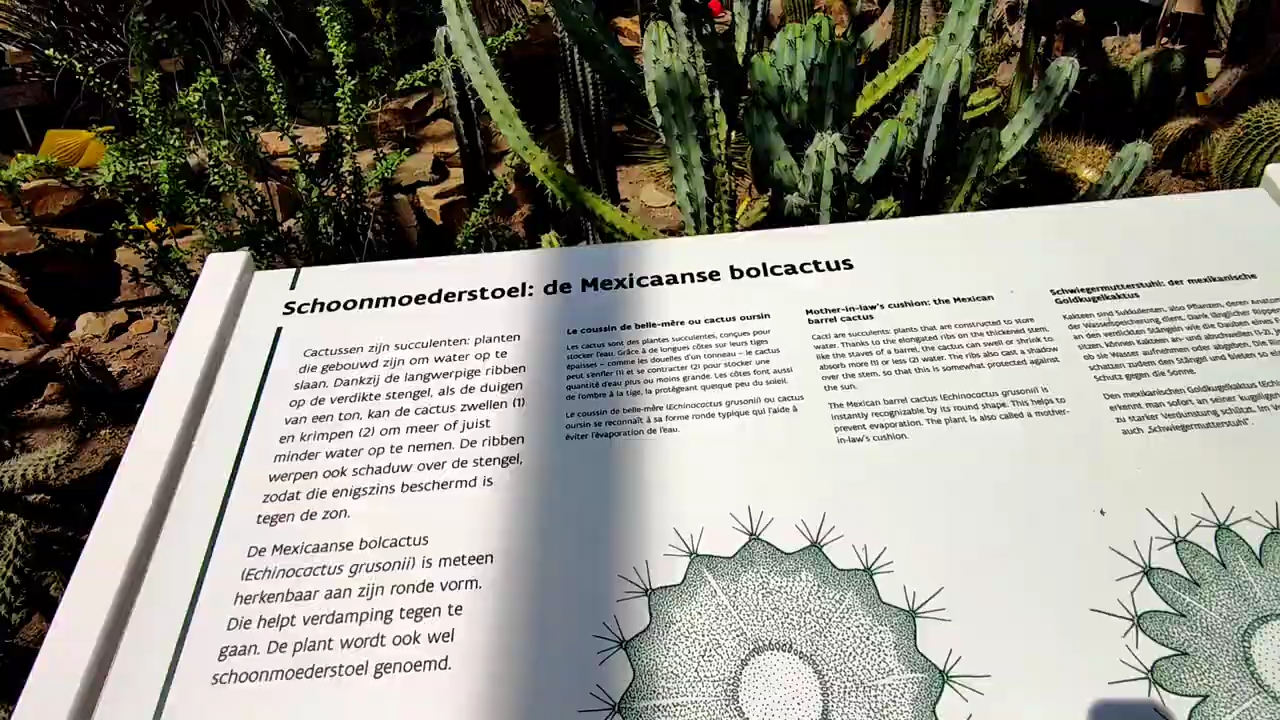 Schoonmoederstoel: de Mexicaanse bolcactus
Cactussen zijn succulenten: planten
die gebouwd zijn om water op te
slaan. Dankzij de langwerpige ribben
op de verdikte stengel, als de duigen
van een ton, kan de cactus zwellen (1)
en krimpen (2) om meer of juist
minder water op te nemen. De ribben
werpen ook schaduw over de stengel,
zodat die enigszins beschermd is
tegen de zon.
De Mexicaanse bolcactus
(Echinocactus grusonii) is meteen
herkenbaar aan zijn ronde vorm.
Die helpt verdamping tegen te
gaan. De plant wordt ook wel
schoonmoederstoel genoemd.
Le coussin de belle-mère ou cactus oursin
Les cactus sont des plantes succulentes, conçues pour
stocker l'eau. Grâce à de longues côtes sur leurs tiges
épaisses – comme les douelles d'un tonneau – le cactus
peut s'enfler (1) et se contracter (2) pour stocker une
quantité d'eau plus ou moins grande. Les côtes font aussi
de l'ombre à la tige, la protégeant quelque peu du soleil.
Le coussin de belle-mère (Echinocactus grusonii) ou cactus
oursin se reconnaît à sa forme ronde typique qui l'aide à
éviter l'évaporation de l'eau.
Mother-in-law's cushion: the Mexican
barrel cactus
Cacti are succulents: plants that are constructed to store
water. Thanks to the elongated ribs on the thickened stem,
like the staves of a barrel, the cactus can swell or shrink to
absorb more (1) or less (2) water. The ribs also cast a shadow
over the stem, so that this is somewhat protected against
the sun.
The Mexican barrel cactus (Echinocactus grusonii) is
instantly recognizable by its round shape. This helps to
prevent evaporation. The plant is also called a mother-
in-law's cushion.
Schwiegermutterstuhl: der mexikanische
Goldkugelkaktus
Kakteen sind Sukkulenten, also Pflanzen, deren
der Wasserspeicherung dient. Dank länglicher
an den verdickten Stängeln wie die Dauben eines
sties, können Kakteen an- und abschwellen (1, 2),
ob sie Wasser aufnehmen oder abgeben. Die
schatten zudem den Stängel und bieten so
Schutz gegen die Sonne.
Den mexikanischen Goldkugelkaktus
erkennt man sofort an seiner kugeligen
zu starker Verdunstung schützt.
auch „Schwiegermutterstuhl".